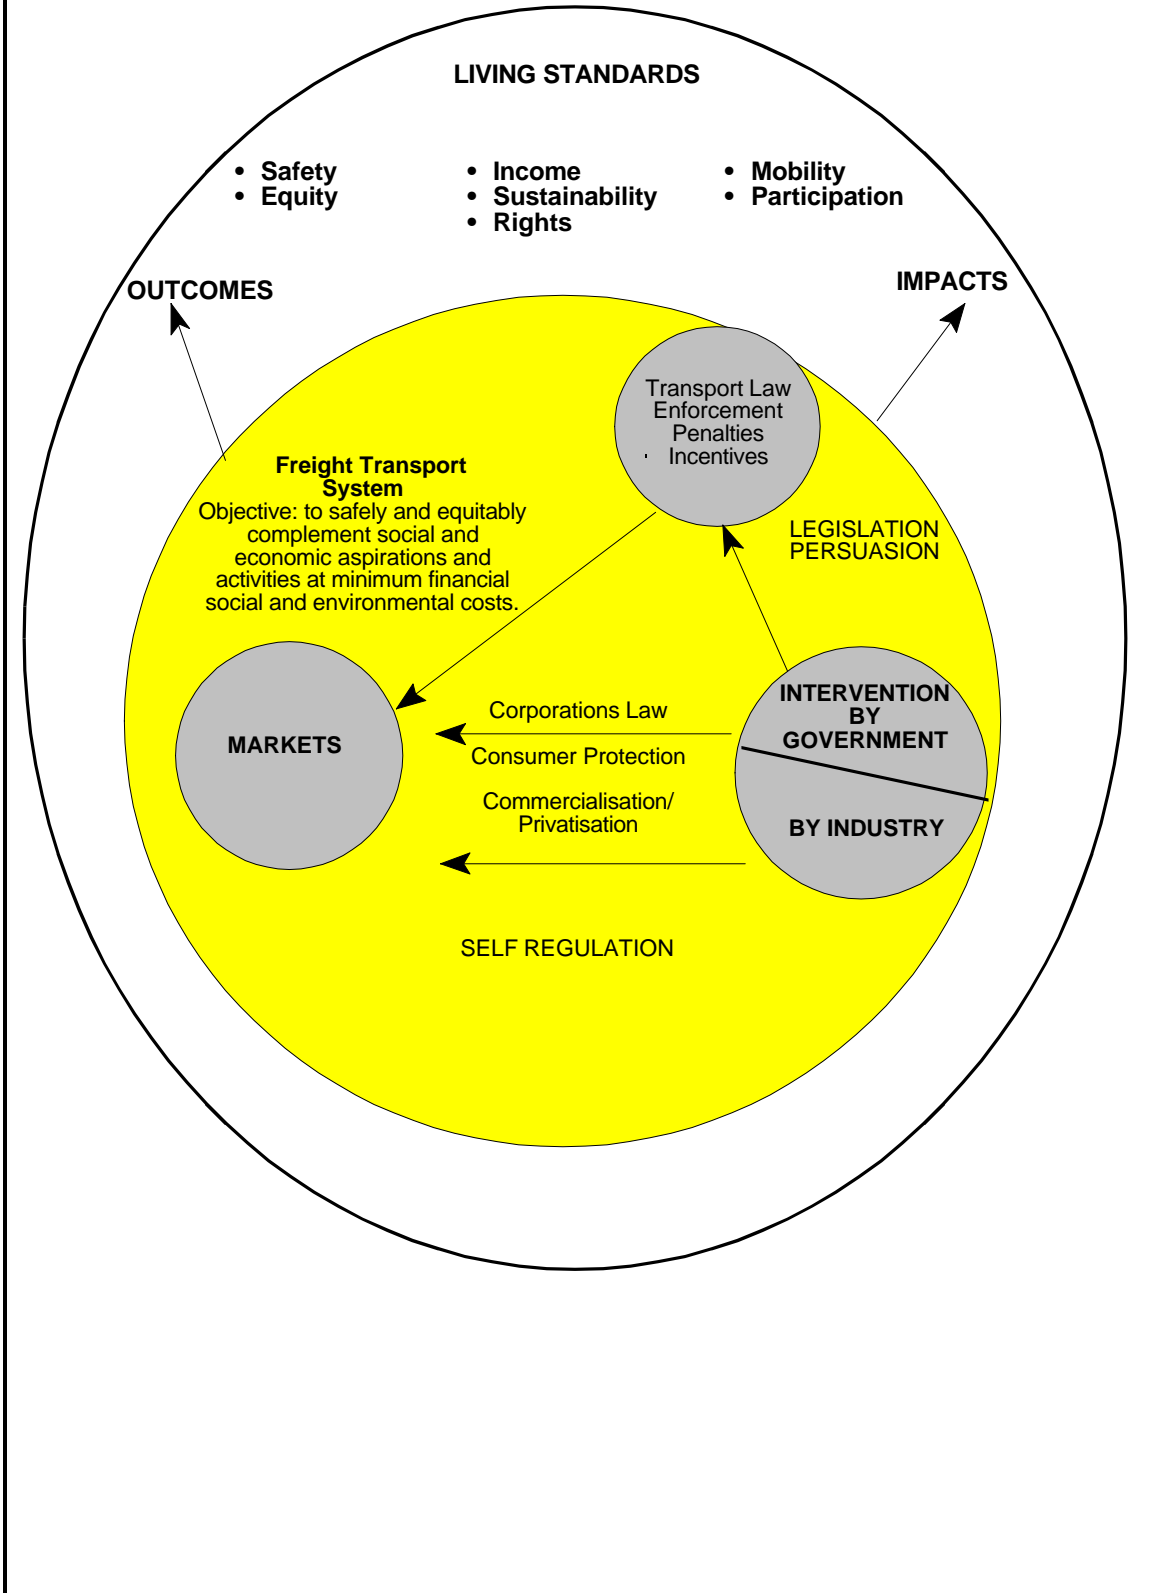 LIVING STANDARDS
• Safety
• Equity
• Income
• Sustainability
• Rights
• Mobility
• Participation
OUTCOMES
IMPACTS
Transport Law
Enforcement
Penalties
Incentives
Freight Transport
System
Objective: to safely and equitably
complement social and
economic aspirations and
activities at minimum financial
social and environmental costs.
LEGISLATION
PERSUASION
MARKETS
Corporations Law
Consumer Protection
Commercialisation/
Privatisation
INTERVENTION
BY
GOVERNMENT
BY INDUSTRY
SELF REGULATION